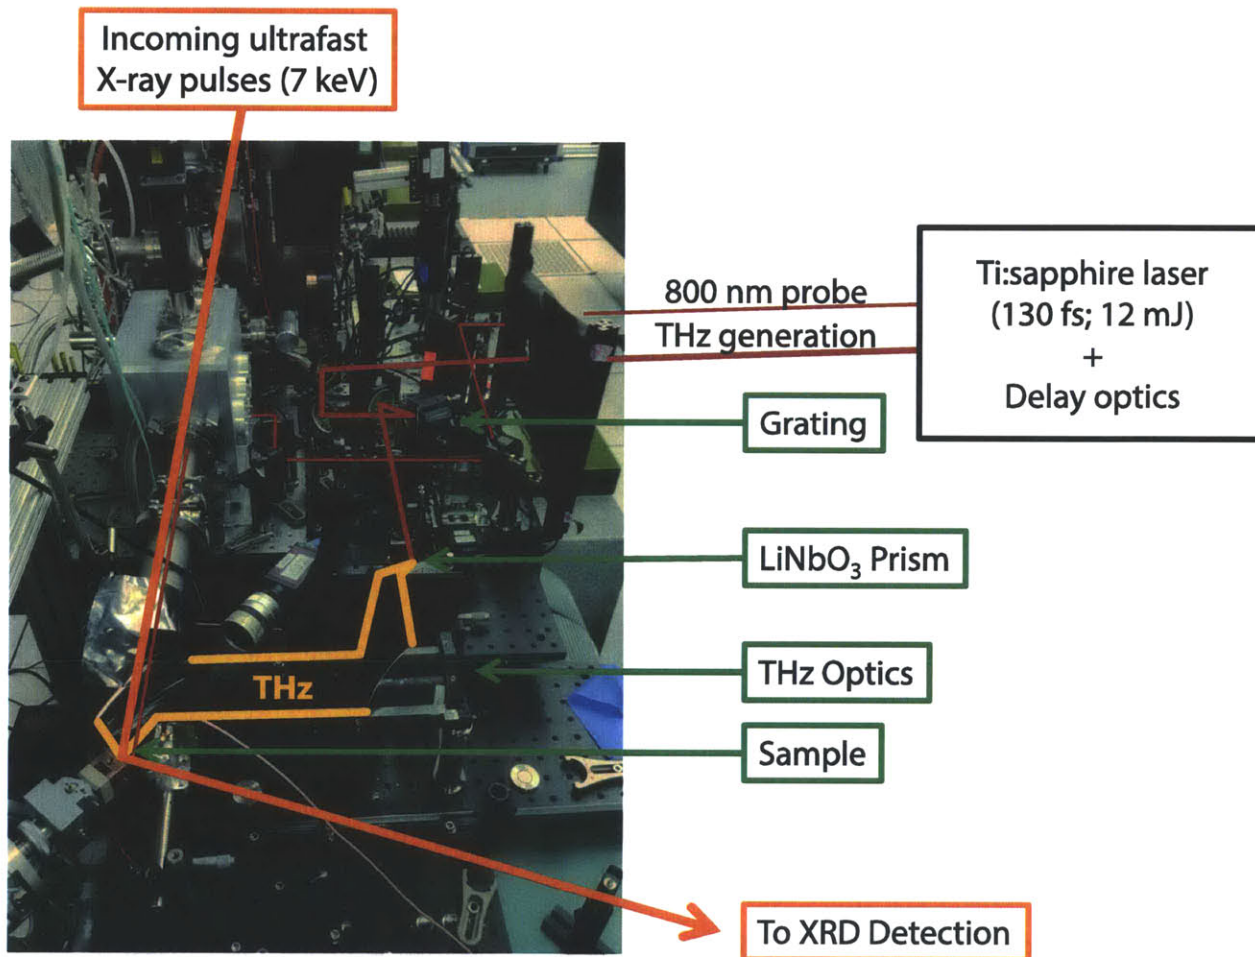 Incoming ultrafast
X-ray pulses (7 keV)
800 nm probe
THz generation
Ti:sapphire laser
(130 fs; 12 mJ)
+
Delay optics
Grating
LiNbO₃ Prism
THz Optics
THz
Sample
To XRD Detection